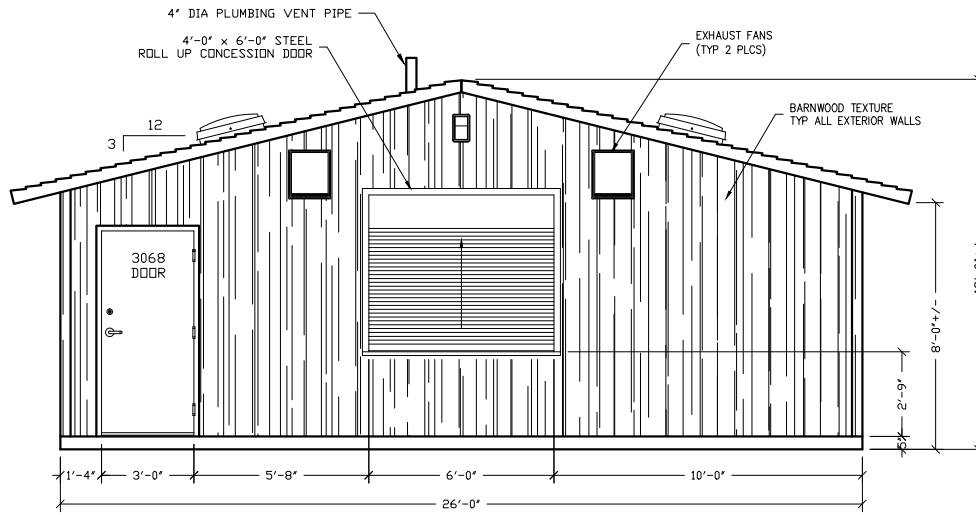 4" DIA PLUMBING VENT PIPE
4'-0" x 6'-0" STEEL
ROLL UP CONCESSION DOOR
EXHAUST FANS
(TYP 2 PLCS)
BARNWOOD TEXTURE
TYP ALL EXTERIOR WALLS
12
3
3068
DOOR
8'-0"+/-
2'-9"
5"
1'-4"
3'-0"
5'-8"
6'-0"
10'-0"
26'-0"